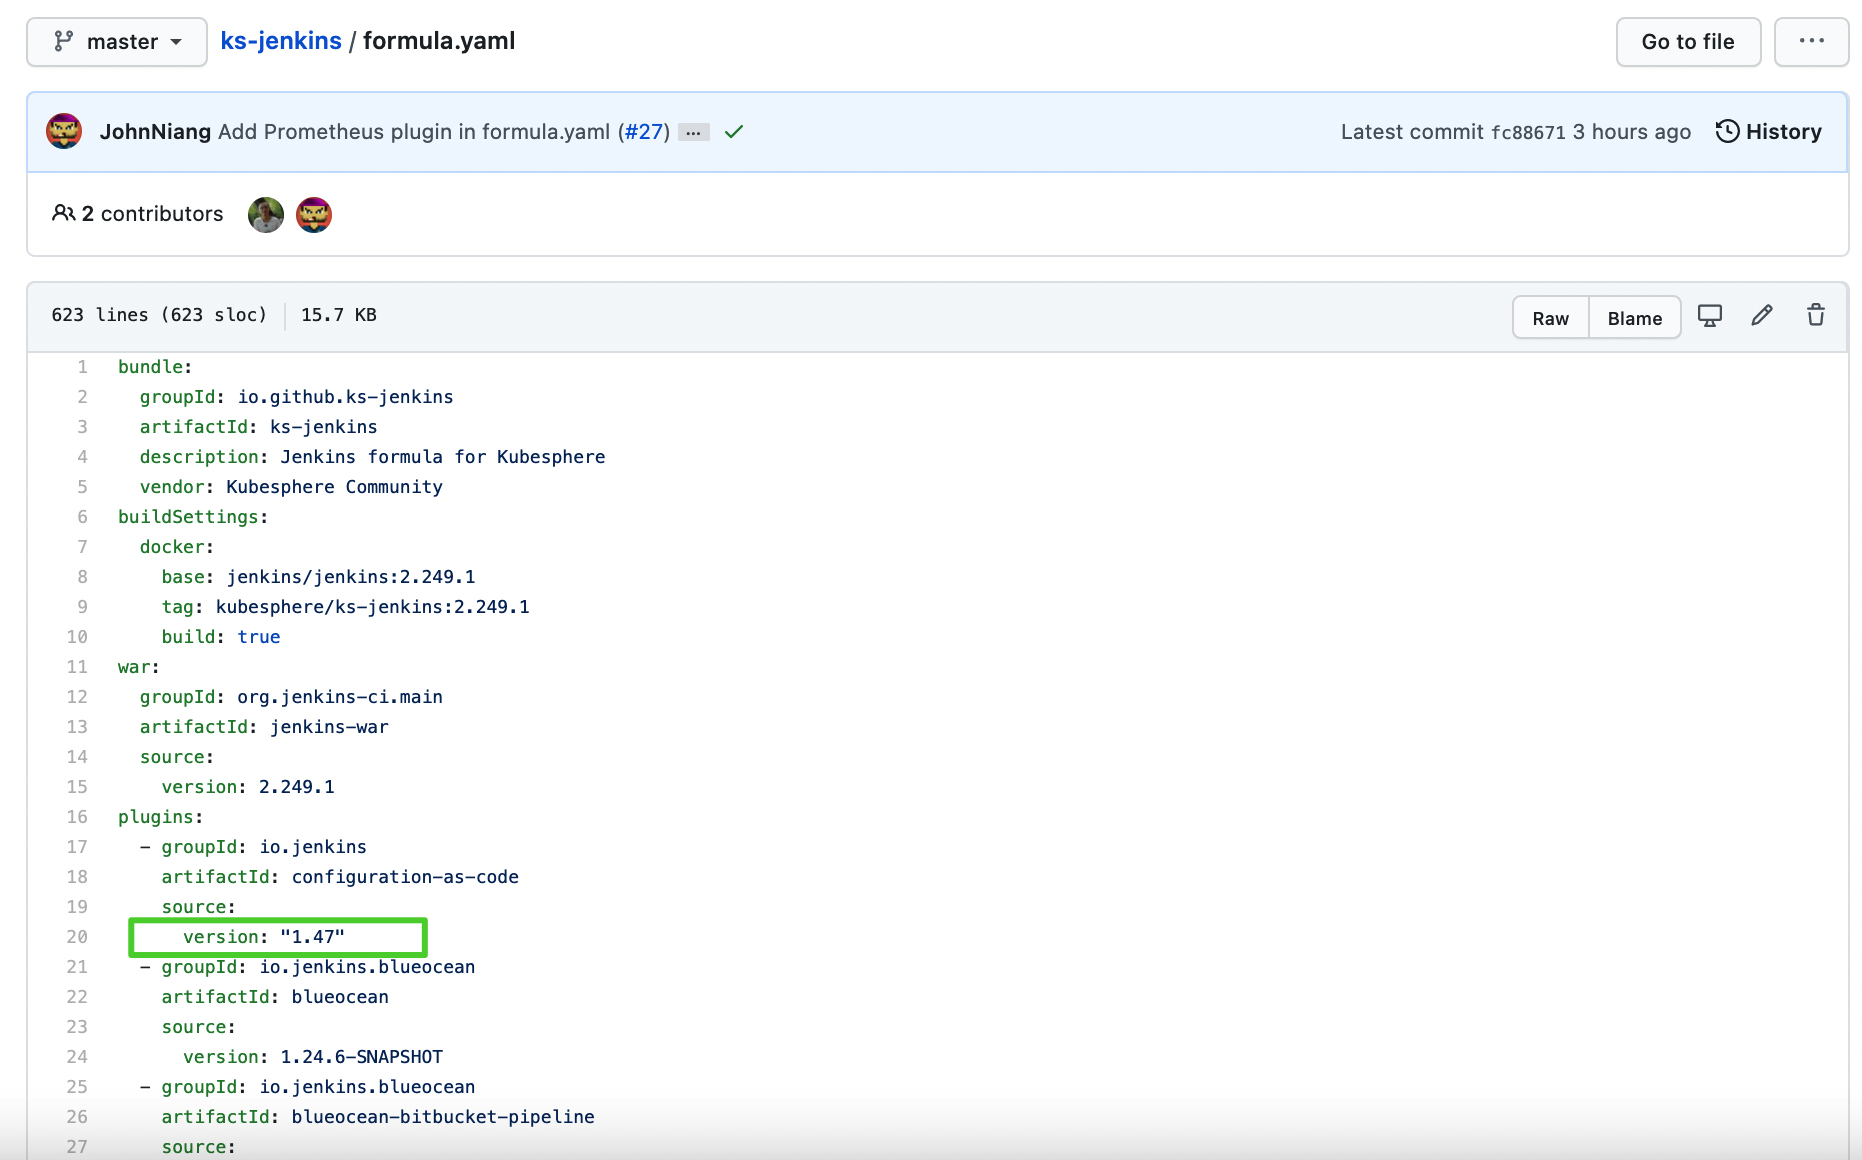 master ks-jenkins / formula.yaml Go to file ...
JohnNiang Add Prometheus plugin in formula.yaml (#27) ... Latest commit fc88671 3 hours ago History
2 contributors
623 lines (623 sloc) 15.7 KB Raw Blame
1 bundle:
2 groupId: io.github.ks-jenkins
3 artifactId: ks-jenkins
4 description: Jenkins formula for Kubesphere
5 vendor: Kubesphere Community
6 buildSettings:
7 docker:
8 base: jenkins/jenkins:2.249.1
9 tag: kubesphere/ks-jenkins:2.249.1
10 build: true
11 war:
12 groupId: org.jenkins-ci.main
13 artifactId: jenkins-war
14 source:
15 version: 2.249.1
16 plugins:
17 - groupId: io.jenkins
18 artifactId: configuration-as-code
19 source:
20 version: "1.47"
21 - groupId: io.jenkins.blueocean
22 artifactId: blueocean
23 source:
24 version: 1.24.6-SNAPSHOT
25 - groupId: io.jenkins.blueocean
26 artifactId: blueocean-bitbucket-pipeline
27 source: